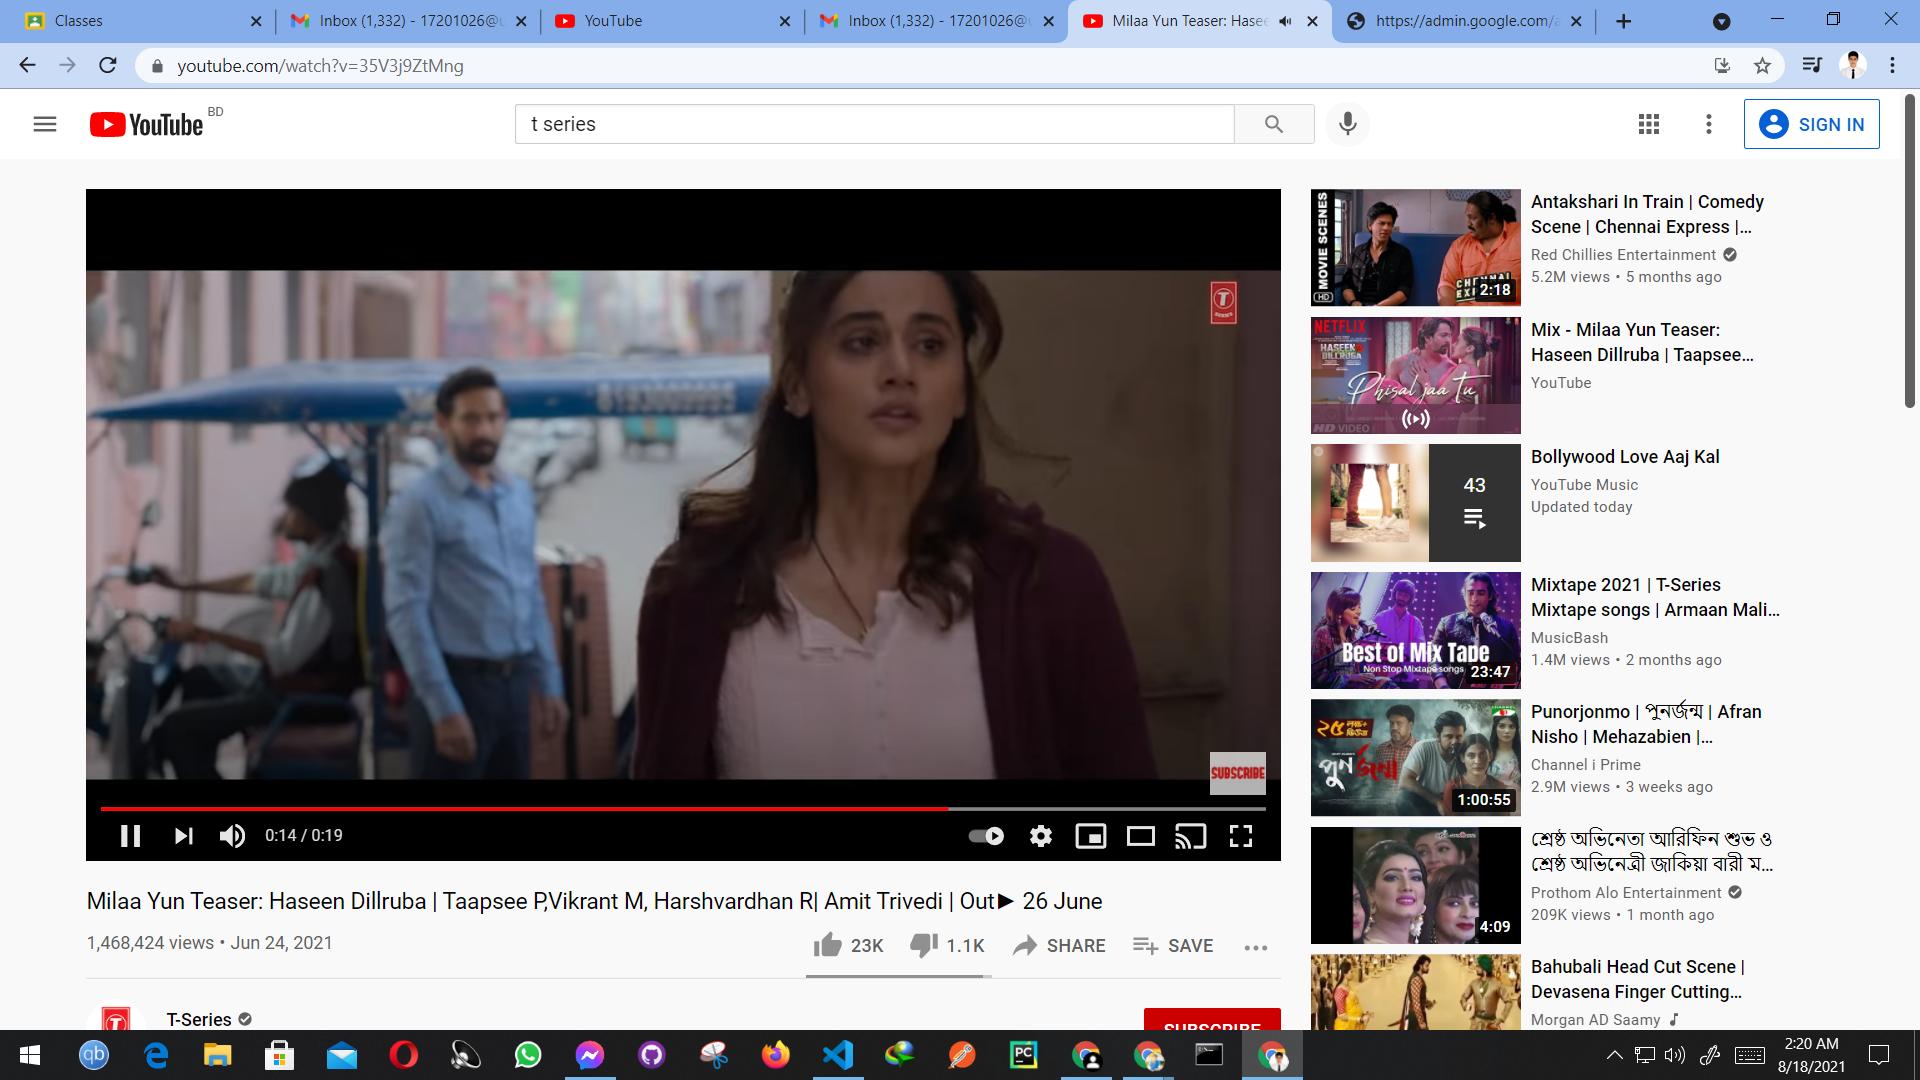 Classes
Inbox (1,332) - 17201026@
YouTube
Inbox (1,332) - 17201026@
Milaa Yun Teaser: Hasee
https://admin.google.com/
youtube.com/watch?v=35V3j9ZtMng
YouTube BD
t series
SIGN IN
T
SERIES
SUBSCRIBE
0:14 / 0:19
Milaa Yun Teaser: Haseen Dillruba | Taapsee P,Vikrant M, Harshvardhan R| Amit Trivedi | Out► 26 June
1,468,424 views • Jun 24, 2021
23K
1.1K
SHARE
SAVE
T-Series
SUBSCRIBE
MOVIE SCENES
HD
2:18
Antakshari In Train | Comedy
Scene | Chennai Express |...
Red Chillies Entertainment
5.2M views • 5 months ago
NETFLIX
HASEEN
DILLRUBA
Phisal jaa tu
HD VIDEO
Mix - Milaa Yun Teaser:
Haseen Dillruba | Taapsee...
YouTube
43
Bollywood Love Aaj Kal
YouTube Music
Updated today
Best of Mix Tape
Non Stop Mixtape songs
23:47
Mixtape 2021 | T-Series
Mixtape songs | Armaan Mali...
MusicBash
1.4M views • 2 months ago
পুনর্জন্ম
1:00:55
Punorjonmo | পুনর্জন্ম | Afran
Nisho | Mehazabien |...
Channel i Prime
2.9M views • 3 weeks ago
4:09
শ্রেষ্ঠ অভিনেতা আরিফিন শুভ ও
শ্রেষ্ঠ অভিনেত্রী জাকিয়া বারী ম...
Prothom Alo Entertainment
209K views • 1 month ago
Bahubali Head Cut Scene |
Devasena Finger Cutting...
Morgan AD Saamy
qb
PC
2:20 AM
8/18/2021